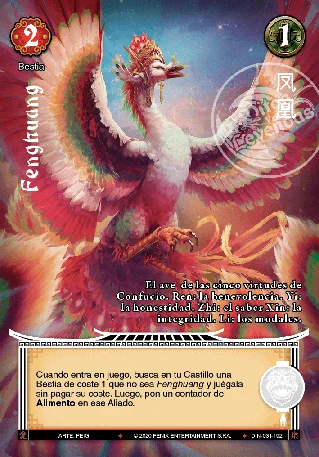 2
1
Bestia
Fenghuang
凤
凰
El ave de las cinco virtudes de
Confucio. Ren: la benevolencia. Yi:
la honestidad. Zhi: el saber Xin: la
integridad. Li: los modales.
Cuando entra en juego, busca en tu Castillo una
Bestia de coste 1 que no sea Fenghuang y juégala
sin pagar su coste. Luego, pon un contador de
Alimento en ese Aliado.
ARTE: FEIG
© 2020 FENIX ENTERTAINMENT S.P.A.